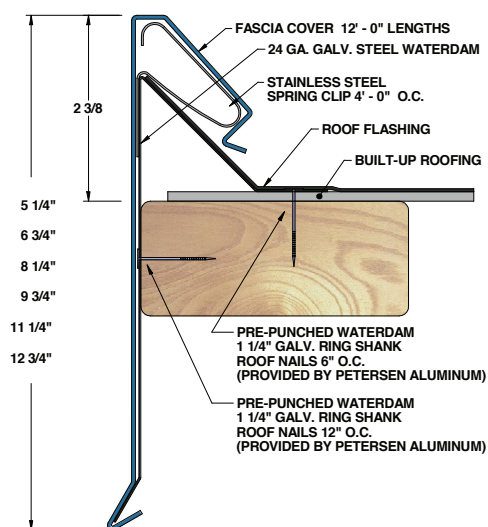 FASCIA COVER 12' - 0" LENGTHS
24 GA. GALV. STEEL WATERDAM
STAINLESS STEEL
SPRING CLIP 4' - 0" O.C.
2 3/8
ROOF FLASHING
BUILT-UP ROOFING
5 1/4"
6 3/4"
8 1/4"
9 3/4"
11 1/4"
12 3/4"
PRE-PUNCHED WATERDAM
1 1/4" GALV. RING SHANK
ROOF NAILS 6" O.C.
(PROVIDED BY PETERSEN ALUMINUM)
PRE-PUNCHED WATERDAM
1 1/4" GALV. RING SHANK
ROOF NAILS 12" O.C.
(PROVIDED BY PETERSEN ALUMINUM)